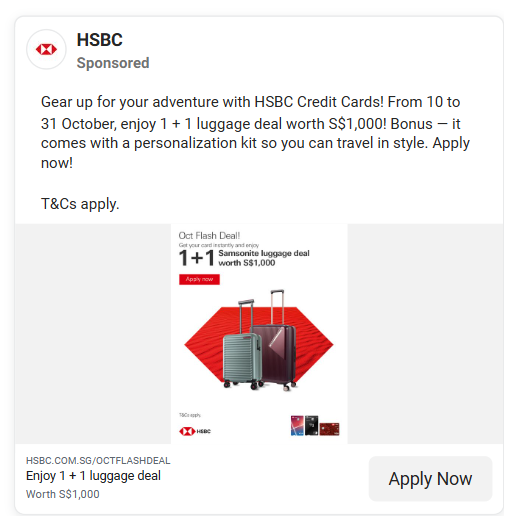 HSBC
Sponsored
Gear up for your adventure with HSBC Credit Cards! From 10 to
31 October, enjoy 1 + 1 luggage deal worth S$1,000! Bonus — it
comes with a personalization kit so you can travel in style. Apply
now!
T&Cs apply.
Oct Flash Deal!
Get your card instantly and enjoy
1+1 Samsonite luggage deal
worth S$1,000
Apply now
T&Cs apply.
HSBC
HSBC.COM.SG/OCTFLASHDEAL
Enjoy 1 + 1 luggage deal
Worth S$1,000
Apply Now